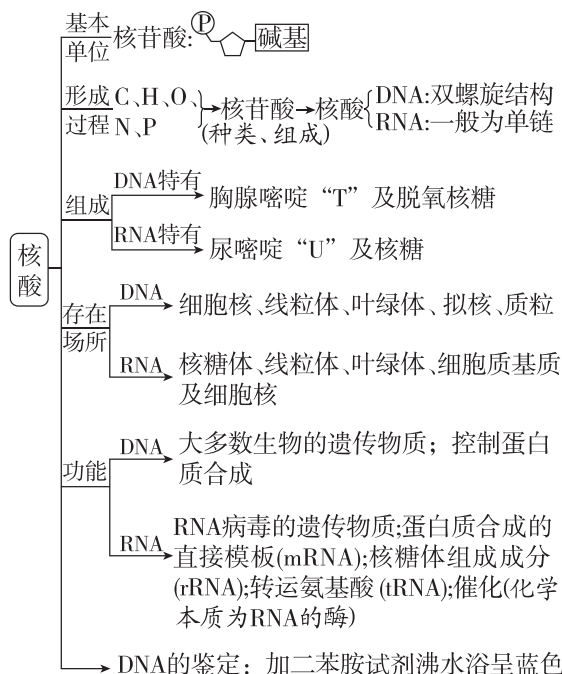 基本
单位
核苷酸:
P
碱基
形成
过程
C、H、O、
N、P
核苷酸
(种类、组成)
核酸
DNA:双螺旋结构
RNA:一般为单链
核酸
组成
DNA特有
胸腺嘧啶“T”及脱氧核糖
RNA特有
尿嘧啶“U”及核糖
存在
场所
DNA
细胞核、线粒体、叶绿体、拟核、质粒
RNA
核糖体、线粒体、叶绿体、细胞质基质
及细胞核
功能
DNA
大多数生物的遗传物质；控制蛋白
质合成
RNA
RNA病毒的遗传物质;蛋白质合成的
直接模板(mRNA);核糖体组成成分
(rRNA);转运氨基酸(tRNA);催化(化学
本质为RNA的酶)
DNA的鉴定：加二苯胺试剂沸水浴呈蓝色